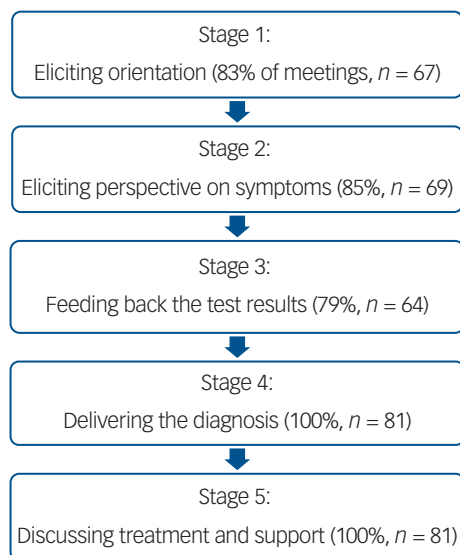 Stage 1:
Eliciting orientation (83% of meetings, n = 67)
Stage 2:
Eliciting perspective on symptoms (85%, n = 69)
Stage 3:
Feeding back the test results (79%, n = 64)
Stage 4:
Delivering the diagnosis (100%, n = 81)
Stage 5:
Discussing treatment and support (100%, n = 81)